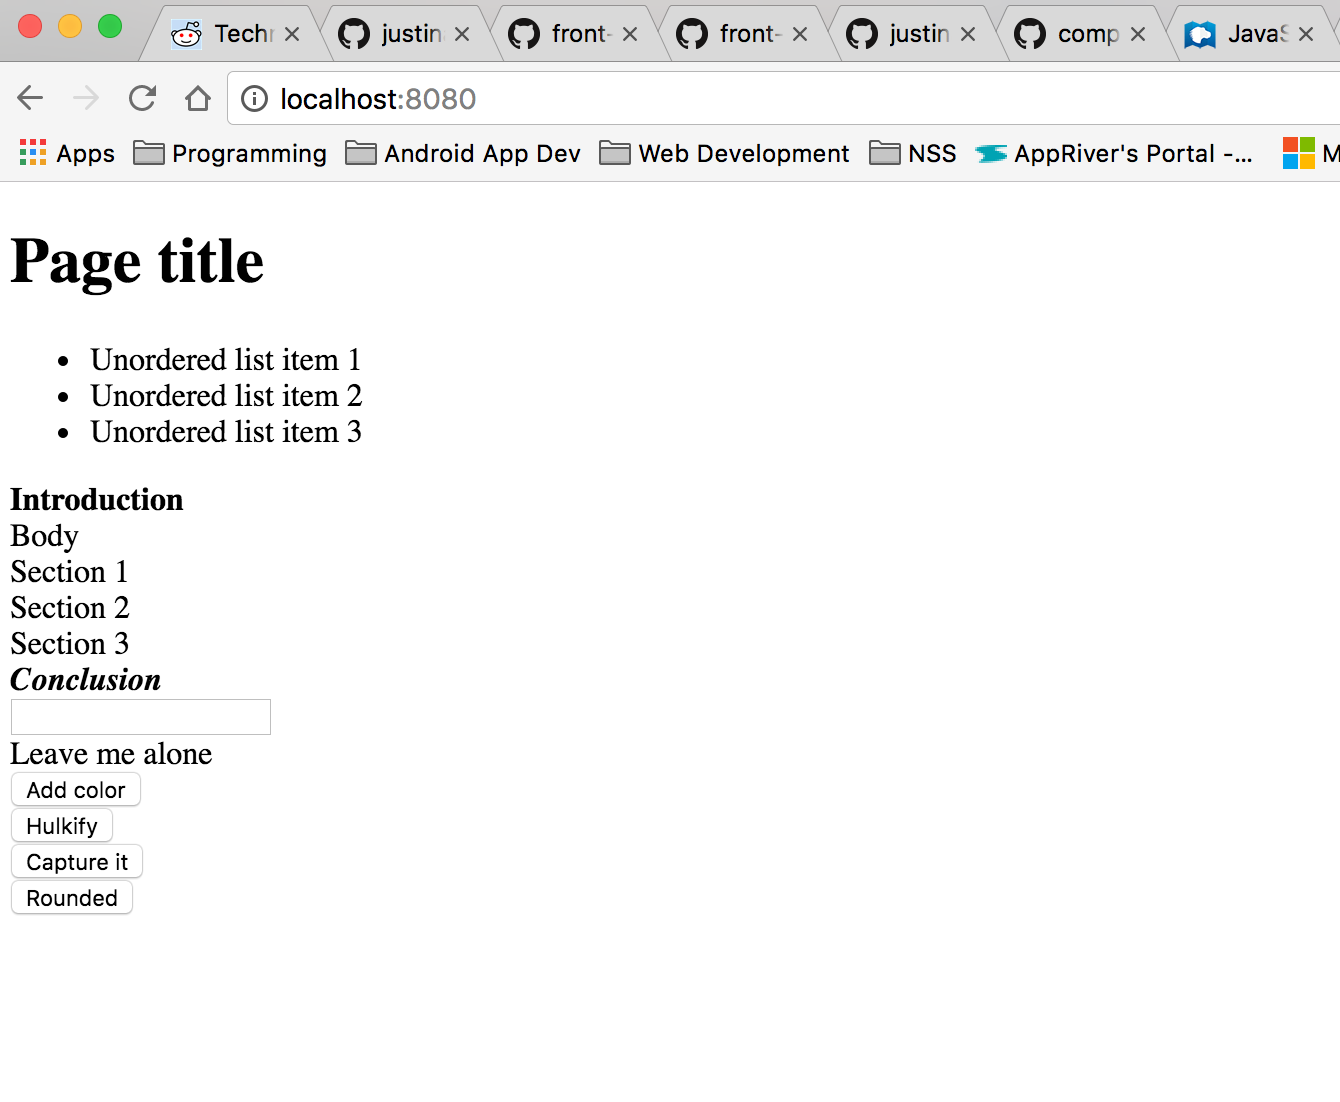 Techr justin front- front- justin comp JavaS
localhost:8080
Apps Programming Android App Dev Web Development NSS AppRiver's Portal -... M
Page title
Unordered list item 1
Unordered list item 2
Unordered list item 3
Introduction
Body
Section 1
Section 2
Section 3
Conclusion
Leave me alone
Add color
Hulkify
Capture it
Rounded